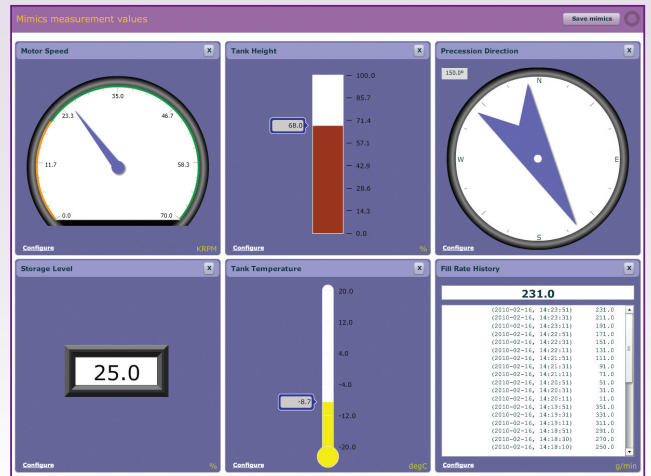 Mimics measurement values
Save mimics
Motor Speed
X
35.0
23.3
46.7
11.7
58.3
0.0
70.0
Configure
KRPM
Tank Height
X
100.0
85.7
71.4
68.0
57.1
42.9
28.6
14.3
0.0
Configure
%
Precession Direction
X
150.0º
N
W
E
S
Configure
Storage Level
X
25.0
Configure
%
Tank Temperature
X
20.0
12.0
4.0
-4.0
-8.7
-12.0
-20.0
Configure
degC
Fill Rate History
X
231.0
(2010-02-16, 14:23:51) 231.0
(2010-02-16, 14:23:31) 211.0
(2010-02-16, 14:23:11) 191.0
(2010-02-16, 14:22:51) 171.0
(2010-02-16, 14:22:31) 151.0
(2010-02-16, 14:22:11) 131.0
(2010-02-16, 14:21:51) 111.0
(2010-02-16, 14:21:31) 91.0
(2010-02-16, 14:21:11) 71.0
(2010-02-16, 14:20:51) 51.0
(2010-02-16, 14:20:31) 31.0
(2010-02-16, 14:20:11) 11.0
(2010-02-16, 14:19:51) 351.0
(2010-02-16, 14:19:31) 331.0
(2010-02-16, 14:19:11) 311.0
(2010-02-16, 14:18:51) 291.0
(2010-02-16, 14:18:30) 270.0
(2010-02-16, 14:18:10) 250.0
Configure
g/min